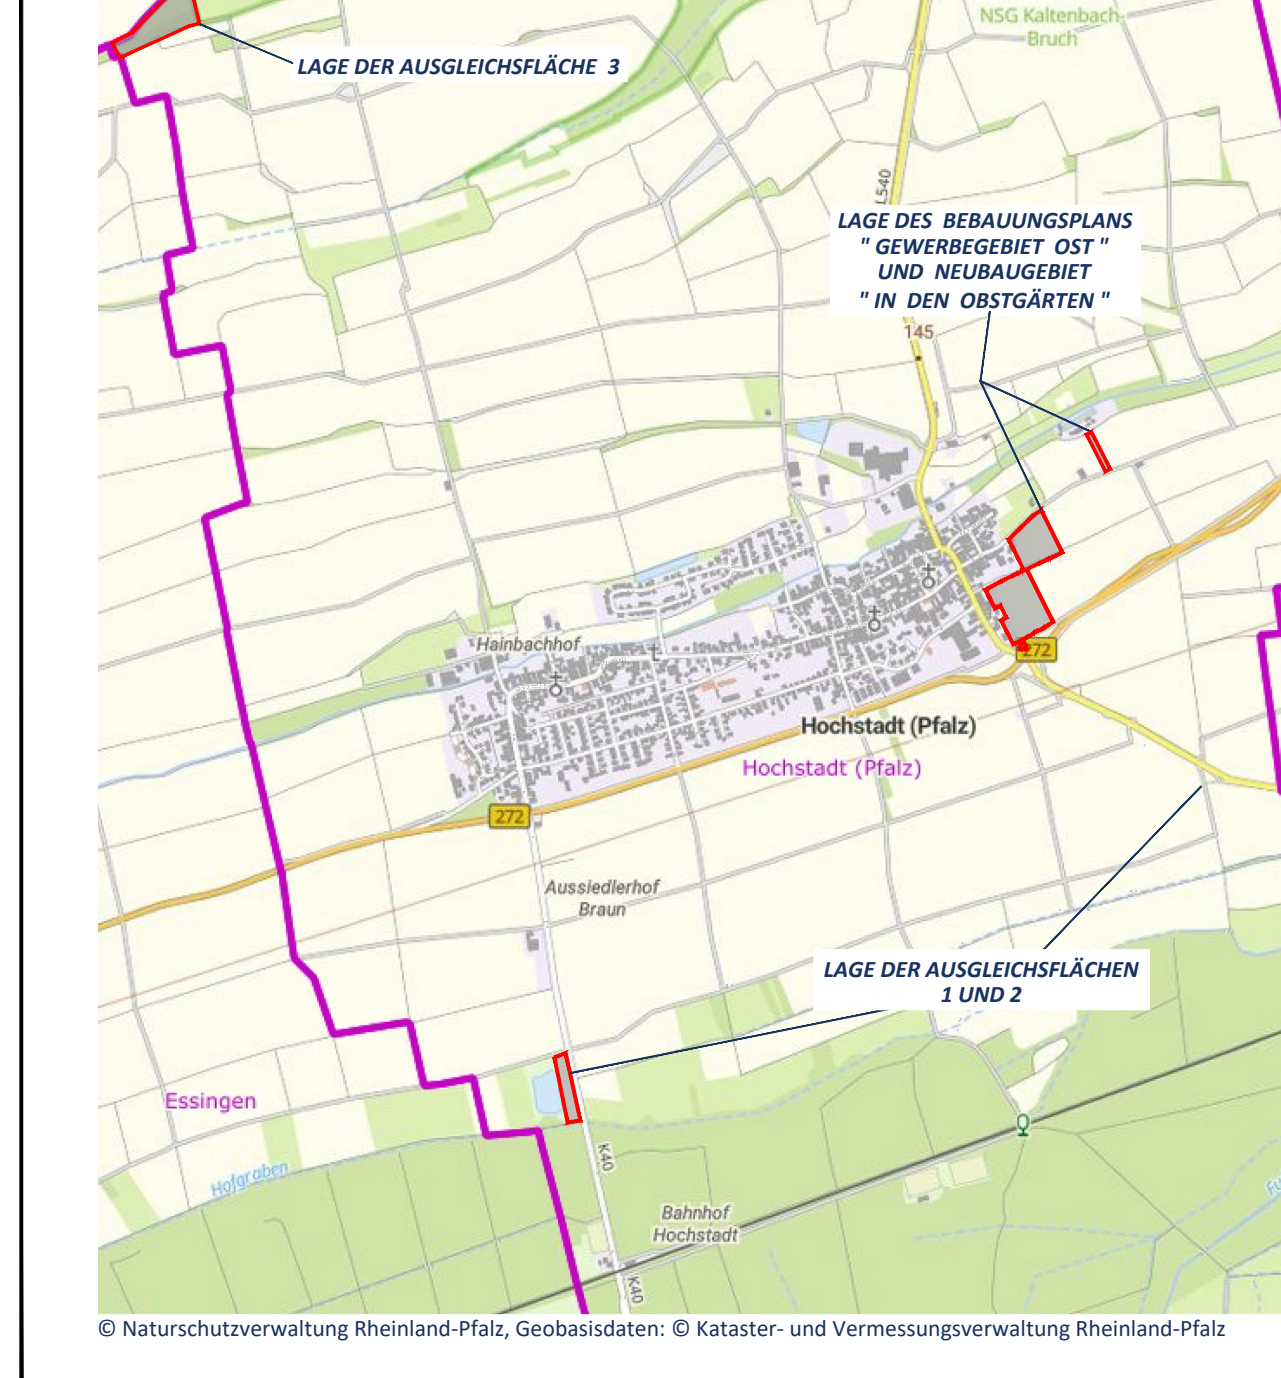 NSG Kaltenbach-
Bruch
LAGE DER AUSGLEICHSFLÄCHE 3
L540
LAGE DES BEBAUUNGSPLANS
" GEWERBEGEBIET OST "
UND NEUBAUGEBIET
" IN DEN OBSTGÄRTEN "
145
Hainbachhof
272
Hochstadt (Pfalz)
Hochstadt (Pfalz)
272
Aussiedlerhof
Braun
LAGE DER AUSGLEICHSFLÄCHEN
1 UND 2
Essingen
Hofgraben
K40
Bahnhof
Hochstadt
K40
© Naturschutzverwaltung Rheinland-Pfalz, Geobasisdaten: © Kataster- und Vermessungsverwaltung Rheinland-Pfalz